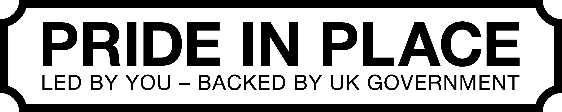 PRIDE IN PLACE
LED BY YOU – BACKED BY UK GOVERNMENT